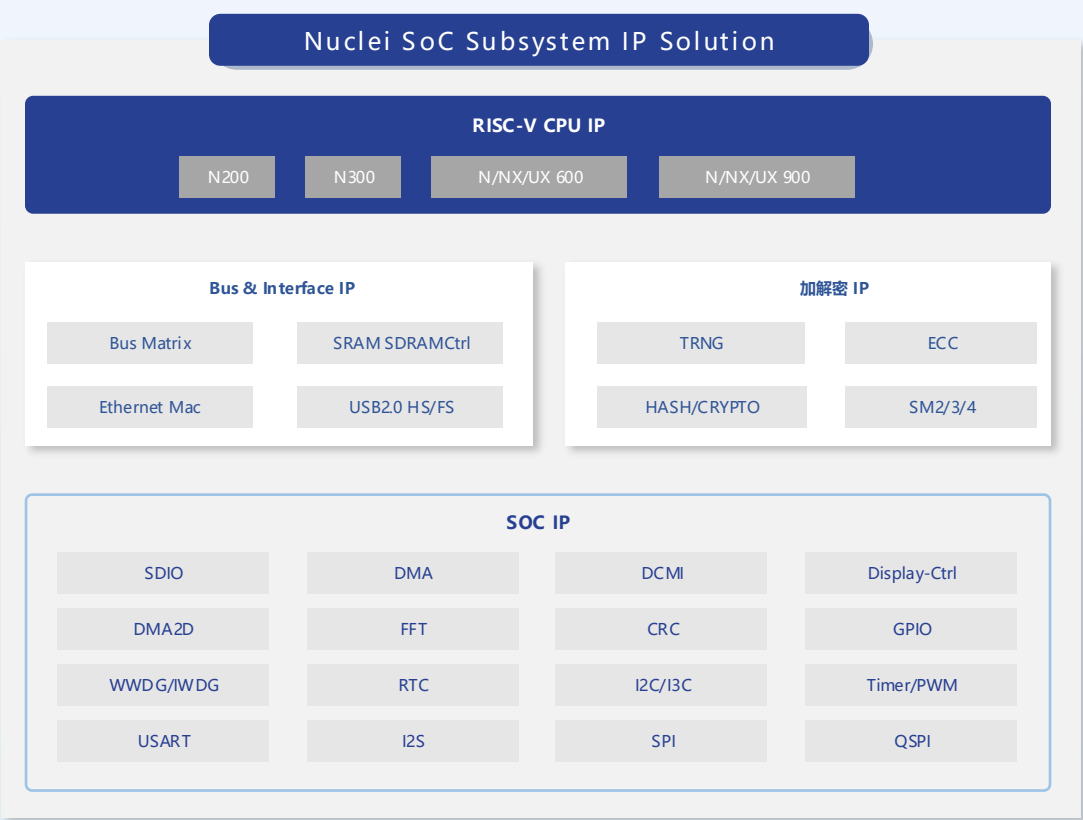 Nuclei SoC Subsystem IP Solution
RISC-V CPU IP
N200
N300
N/NX/UX 600
N/NX/UX 900
Bus & Interface IP
Bus Matrix
SRAM SDRAMCtrl
Ethernet Mac
USB2.0 HS/FS
加解密 IP
TRNG
ECC
HASH/CRYPTO
SM2/3/4
SOC IP
SDIO
DMA
DCMI
Display-Ctrl
DMA2D
FFT
CRC
GPIO
WWDG/IWDG
RTC
I2C/I3C
Timer/PWM
USART
I2S
SPI
QSPI